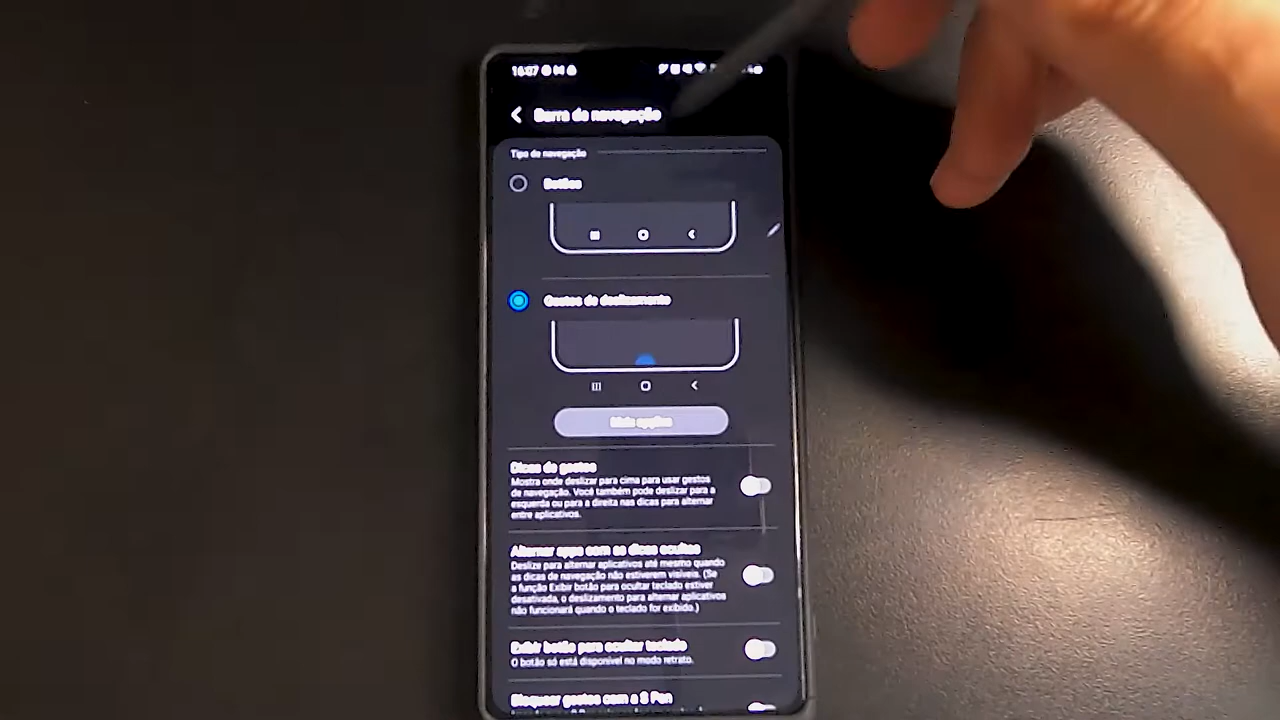 16:07
Barra de navegação
Tipo de navegação
Botões
Gestos de deslizamento
Mais opções
Dicas de gestos
Mostra onde deslizar para cima para usar gestos
de navegação. Você também pode deslizar para a
esquerda ou para a direita nas dicas para alternar
entre aplicativos.
Alternar apps com as dicas ocultas
Deslize para alternar aplicativos até mesmo quando
as dicas de navegação não estiverem visíveis. (Se
a função Exibir botão para ocultar teclado estiver
desativada, o deslizamento para alternar aplicativos
não funcionará quando o teclado for exibido.)
Exibir botão para ocultar teclado
O botão só está disponível no modo retrato.
Bloquear gestos com a S Pen